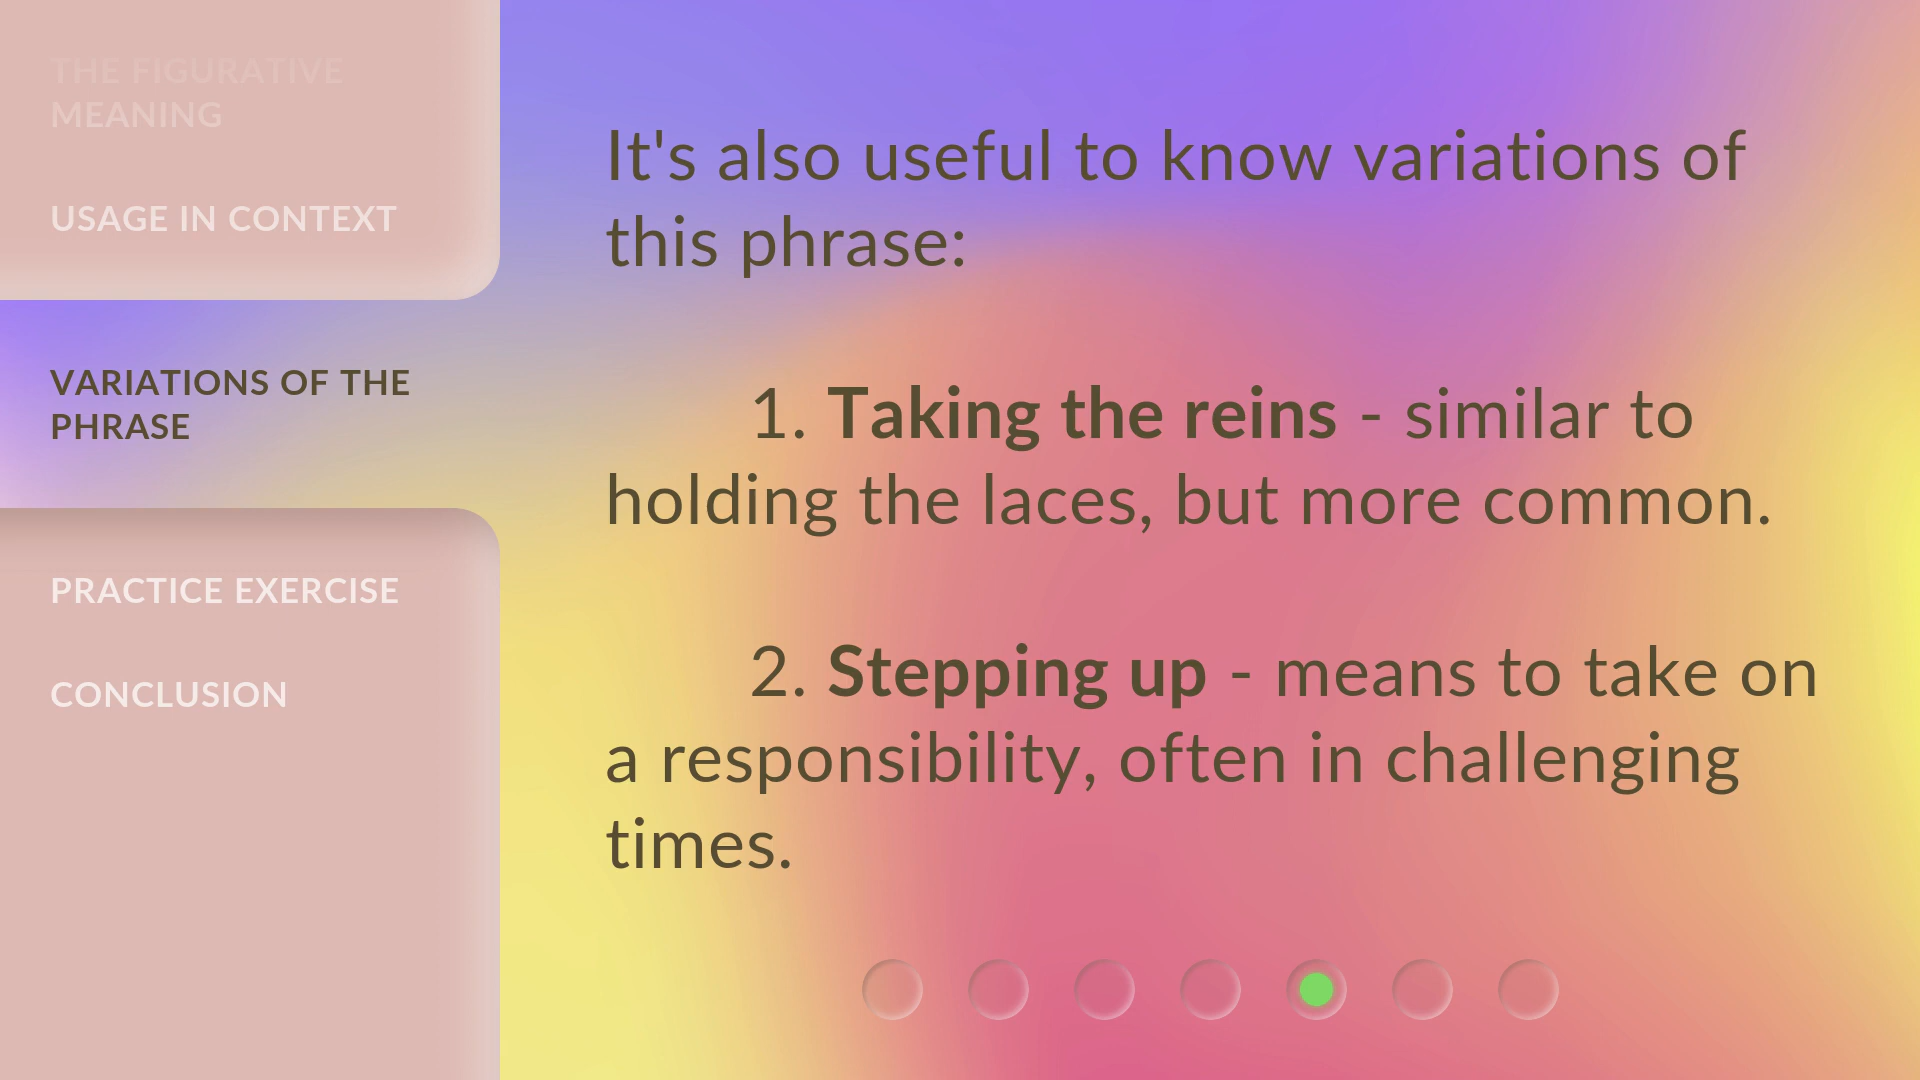 THE FIGURATIVE
MEANING
USAGE IN CONTEXT
VARIATIONS OF THE
PHRASE
PRACTICE EXERCISE
CONCLUSION
It's also useful to know variations of
this phrase:
1. Taking the reins - similar to
holding the laces, but more common.
2. Stepping up - means to take on
a responsibility, often in challenging
times.